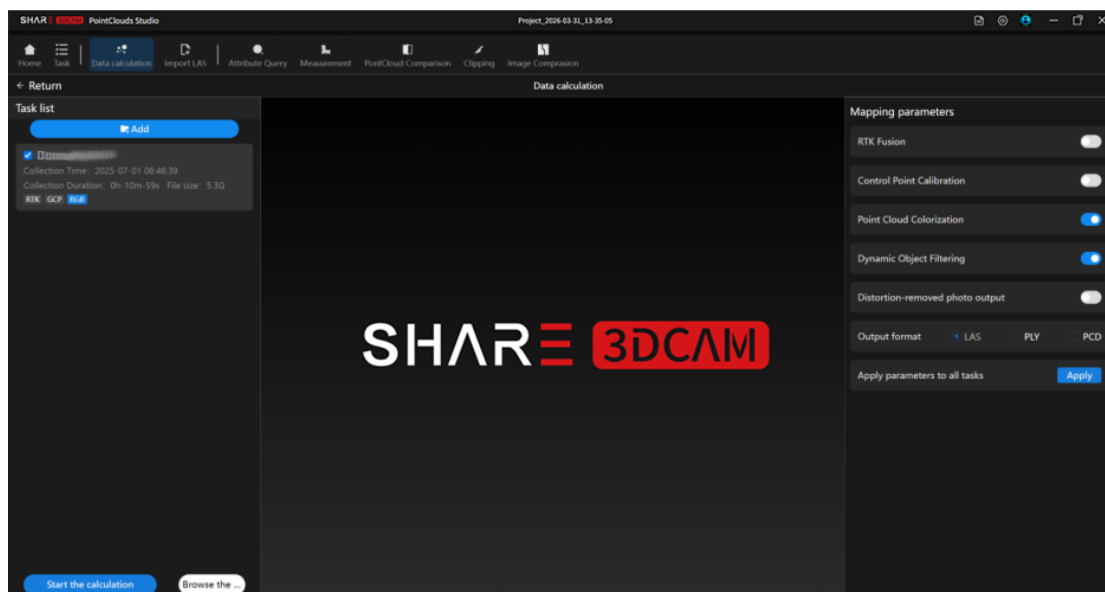 SHARE 3DCAM PointClouds Studio
Project_2026-03-31_13-35-05
Home
Task
Data calculation
Import LAS
Attribute Query
Measurement
PontCloud Comparison
Clipping
Image Comprasion
← Return
Data calculation
Task list
Add
Collection Time: 2025-07-01 08:46:39
Collection Duration: 0h-10m-59s File size: 5.3G
RTK GCP RGB
SHARE 3DCAM
Start the calculation
Browse the ...
Mapping parameters
RTK Fusion
Control Point Calibration
Point Cloud Colorization
Dynamic Object Filtering
Distortion-removed photo output
Output format LAS PLY PCD
Apply parameters to all tasks Apply